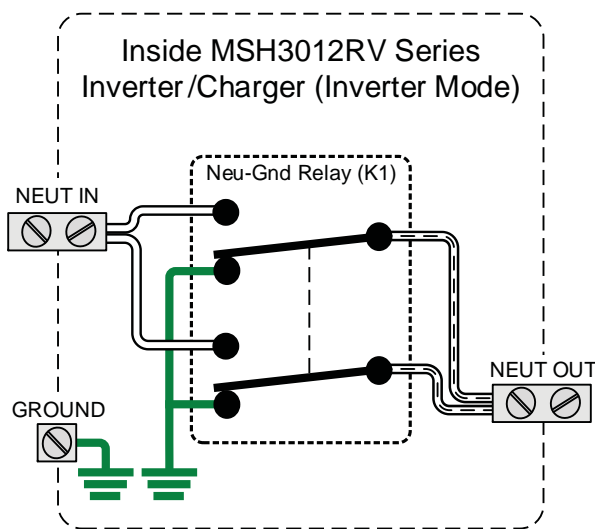 Inside MSH3012RV Series
Inverter/Charger (Inverter Mode)
Neu-Gnd Relay (K1)
NEUT IN
NEUT OUT
GROUND